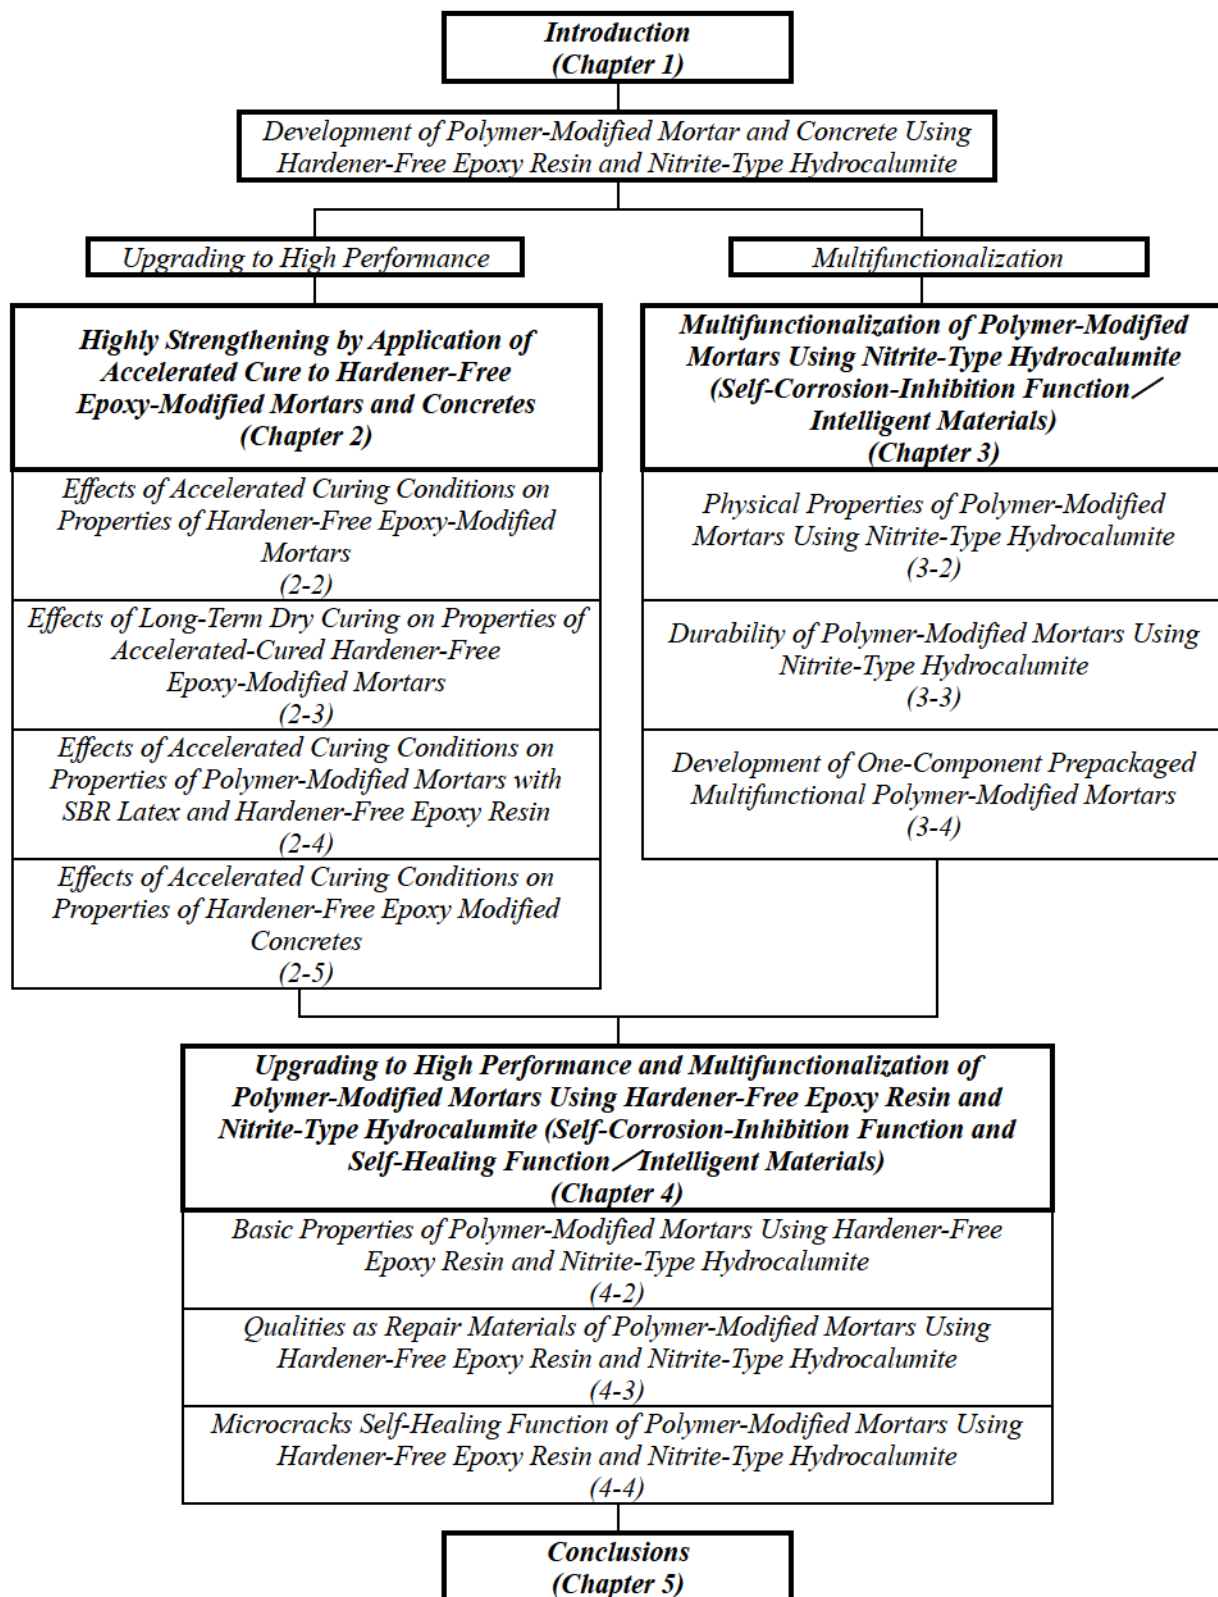 Introduction
(Chapter 1)
Development of Polymer-Modified Mortar and Concrete Using
Hardener-Free Epoxy Resin and Nitrite-Type Hydrocalumite
Upgrading to High Performance
Multifunctionalization
Highly Strengthening by Application of
Accelerated Cure to Hardener-Free
Epoxy-Modified Mortars and Concretes
(Chapter 2)
Effects of Accelerated Curing Conditions on
Properties of Hardener-Free Epoxy-Modified
Mortars
(2-2)
Effects of Long-Term Dry Curing on Properties of
Accelerated-Cured Hardener-Free
Epoxy-Modified Mortars
(2-3)
Effects of Accelerated Curing Conditions on
Properties of Polymer-Modified Mortars with
SBR Latex and Hardener-Free Epoxy Resin
(2-4)
Effects of Accelerated Curing Conditions on
Properties of Hardener-Free Epoxy Modified
Concretes
(2-5)
Multifunctionalization of Polymer-Modified
Mortars Using Nitrite-Type Hydrocalumite
(Self-Corrosion-Inhibition Function/
Intelligent Materials)
(Chapter 3)
Physical Properties of Polymer-Modified
Mortars Using Nitrite-Type Hydrocalumite
(3-2)
Durability of Polymer-Modified Mortars Using
Nitrite-Type Hydrocalumite
(3-3)
Development of One-Component Prepackaged
Multifunctional Polymer-Modified Mortars
(3-4)
Upgrading to High Performance and Multifunctionalization of
Polymer-Modified Mortars Using Hardener-Free Epoxy Resin and
Nitrite-Type Hydrocalumite (Self-Corrosion-Inhibition Function and
Self-Healing Function/Intelligent Materials)
(Chapter 4)
Basic Properties of Polymer-Modified Mortars Using Hardener-Free
Epoxy Resin and Nitrite-Type Hydrocalumite
(4-2)
Qualities as Repair Materials of Polymer-Modified Mortars Using
Hardener-Free Epoxy Resin and Nitrite-Type Hydrocalumite
(4-3)
Microcracks Self-Healing Function of Polymer-Modified Mortars Using
Hardener-Free Epoxy Resin and Nitrite-Type Hydrocalumite
(4-4)
Conclusions
(Chapter 5)